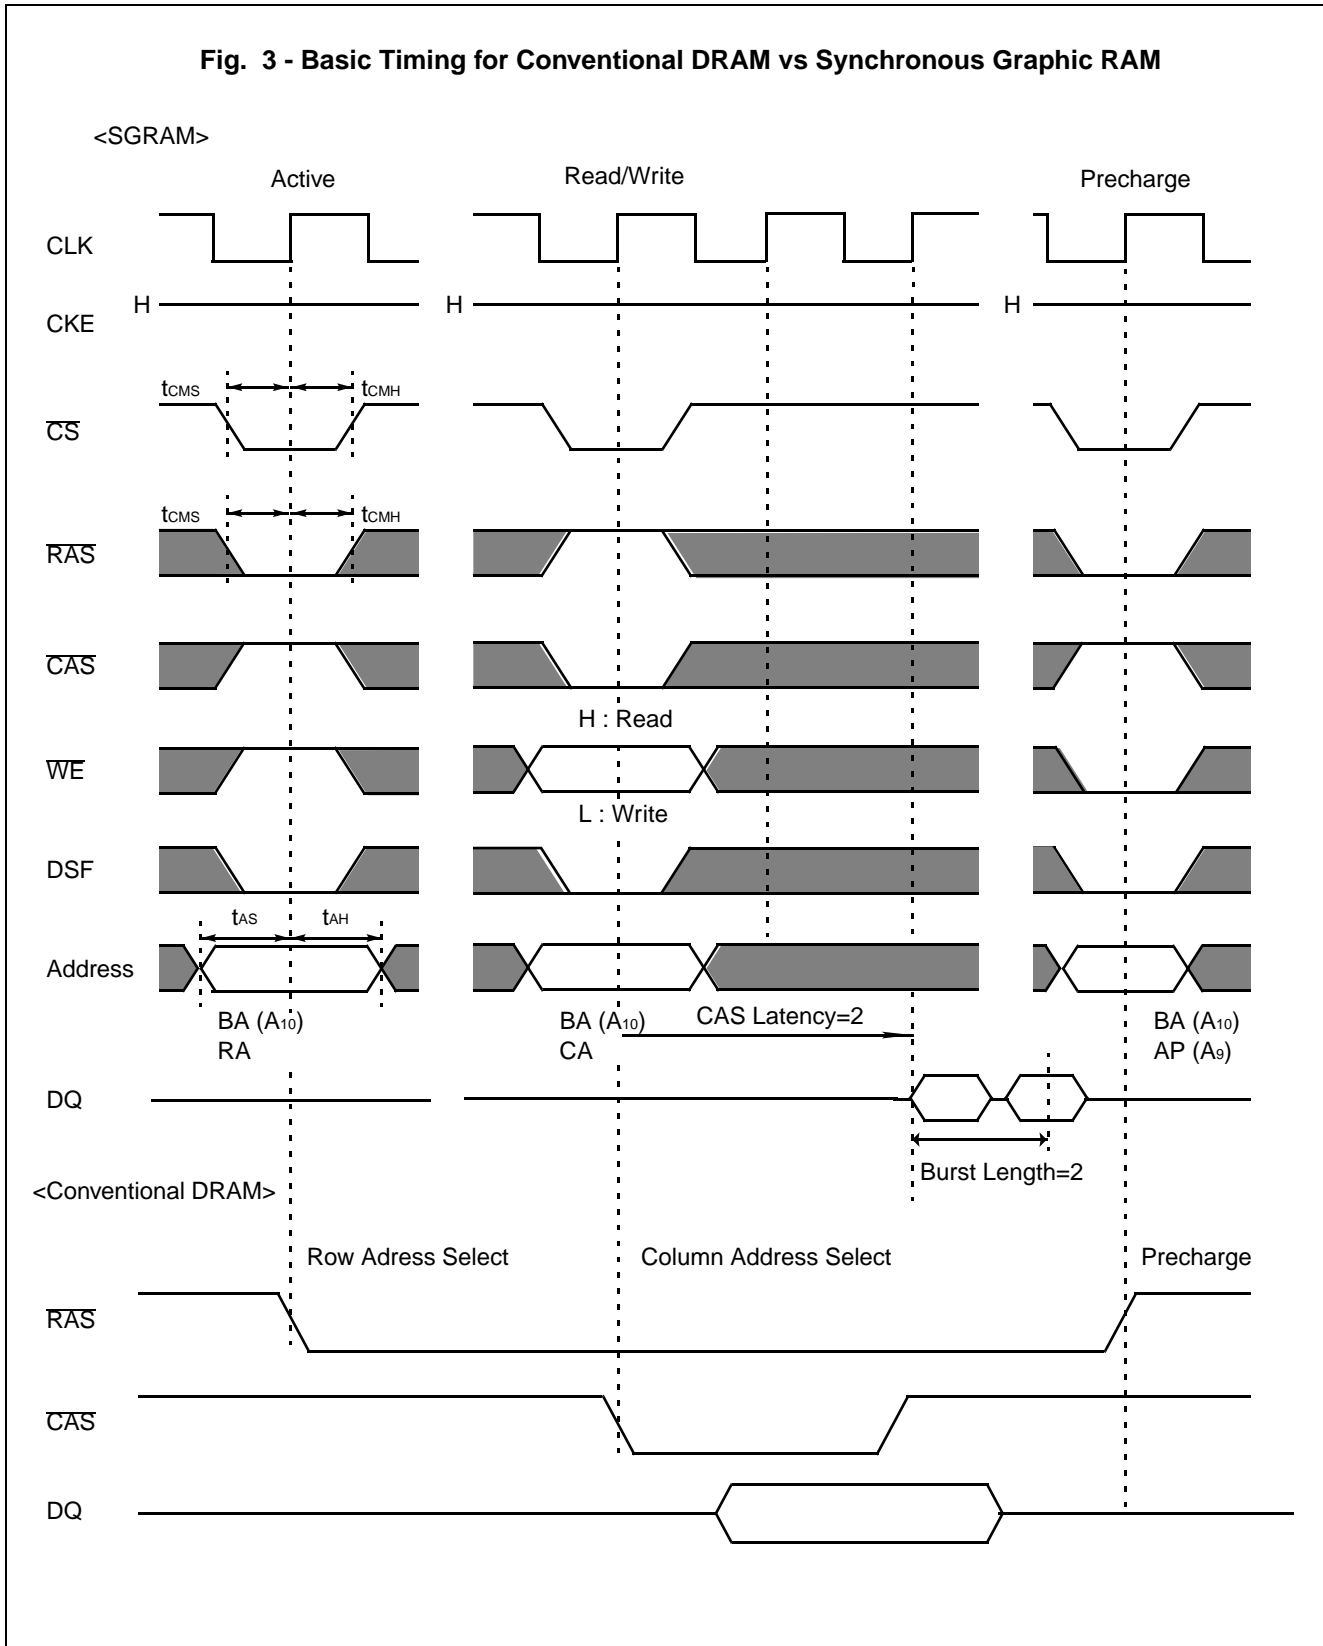 Fig. 3 - Basic Timing for Conventional DRAM vs Synchronous Graphic RAM
<SGRAM>
Active Read/Write Precharge
CLK
H H H
CKE
tCMS tCMH
CS
tCMS tCMH
RAS
CAS
H : Read
WE
L : Write
DSF
tAS tAH
Address
BA (A10) BA (A10) CAS Latency=2 BA (A10)
RA CA AP (A9)
DQ
Burst Length=2
<Conventional DRAM>
Row Adress Select Column Address Select Precharge
RAS
CAS
DQ